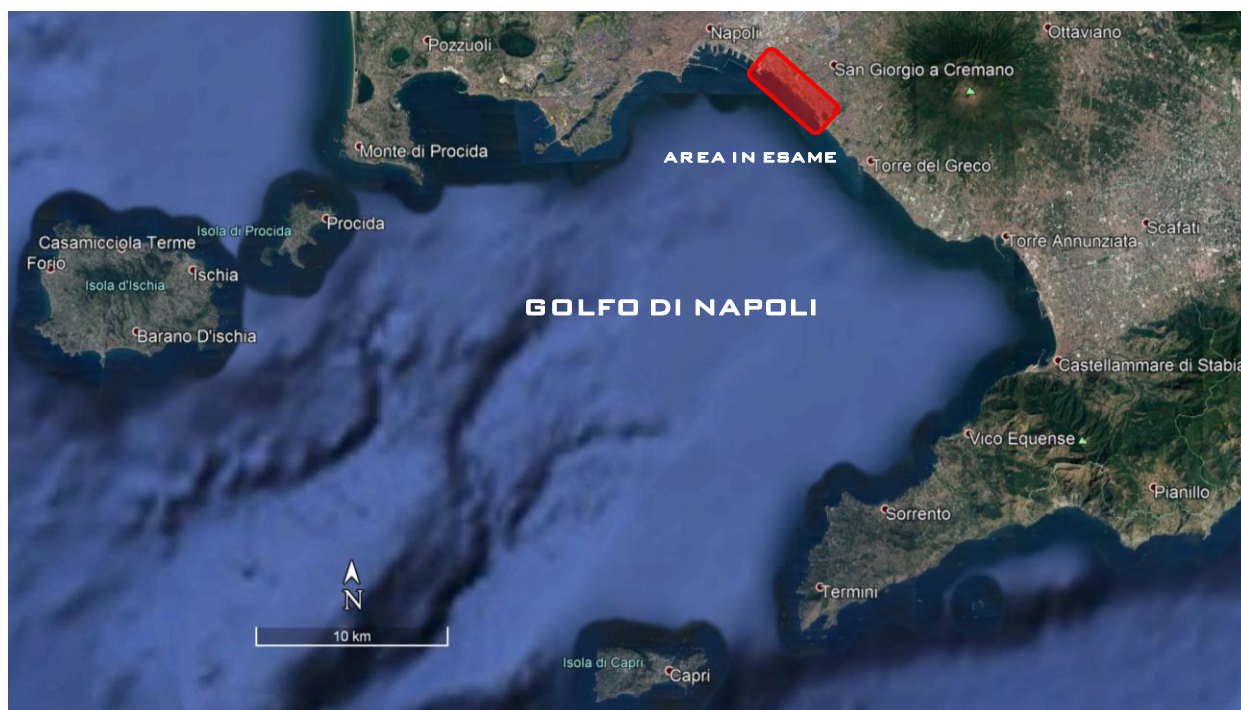 Napoli
Ottaviano
Pozzuoli
San Giorgio a Cremano
Monte di Procida
AREA IN ESAME
Torre del Greco
Procida
Isola di Procida
Scafati
Casamicciola Terme
Torre Annunziata
Forio
Ischia
Isola d'Ischia
GOLFO DI NAPOLI
Barano D'ischia
Castellammare di Stabia
Vico Equense
Pianillo
Sorrento
Termini
N
10 km
Isola di Capri
Capri